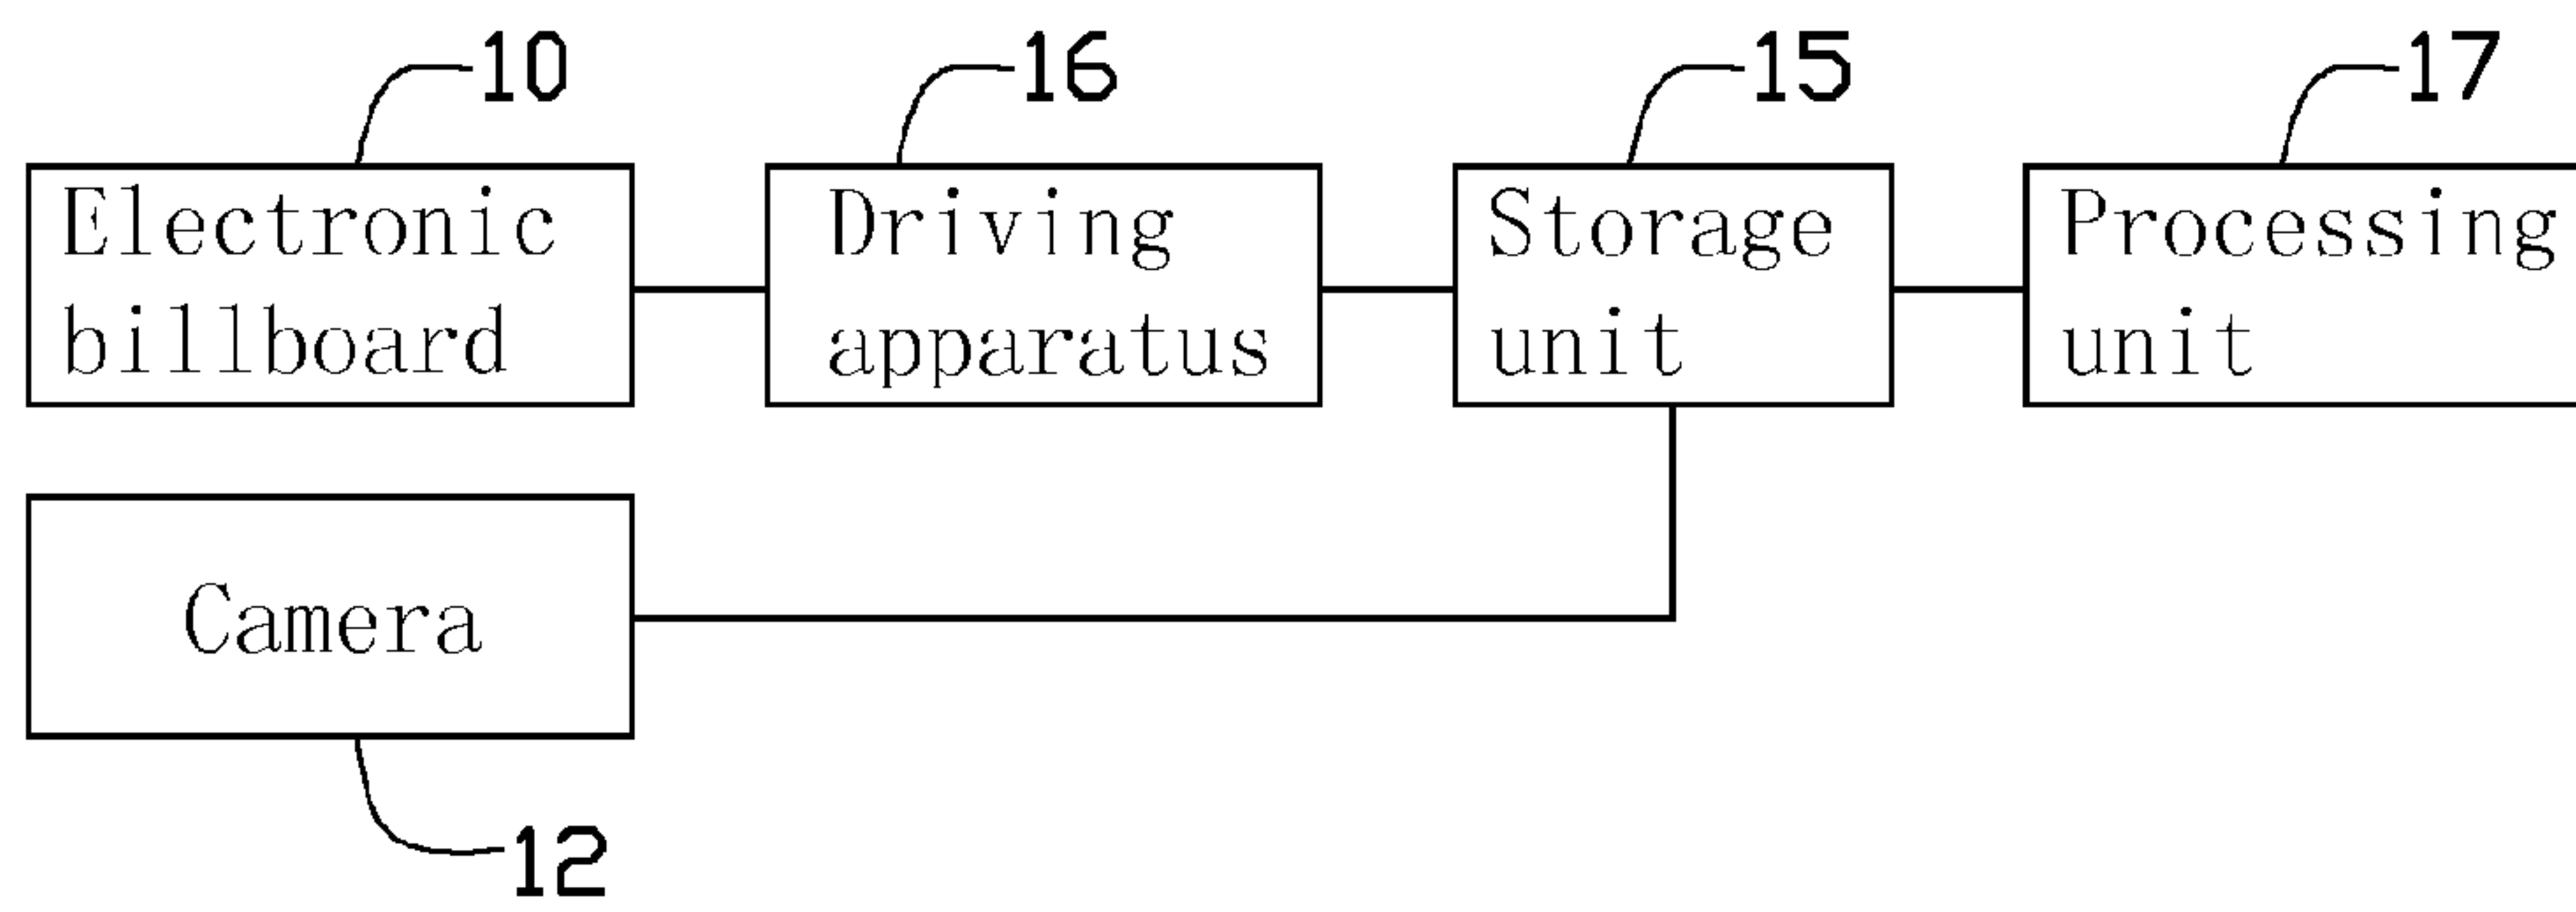 10
16
15
17
Electronic
billboard
Driving
apparatus
Storage
unit
Processing
unit
Camera
12